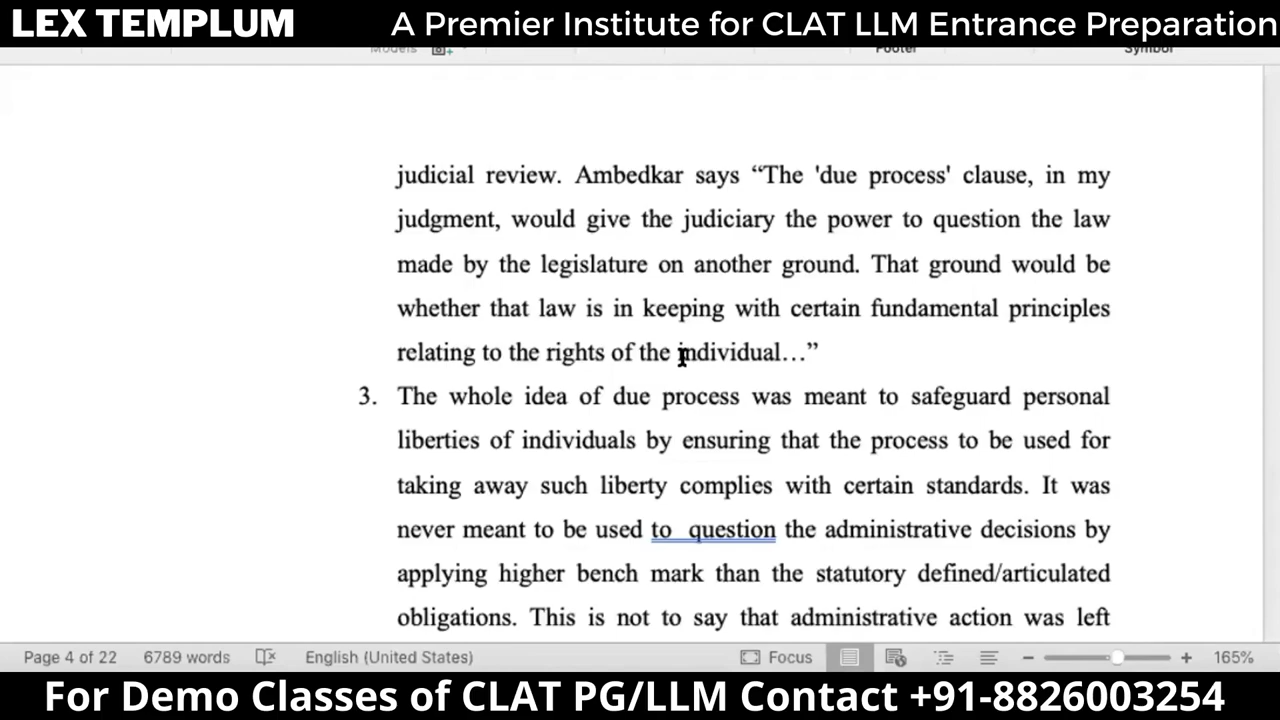 LEX TEMPLUM A Premier Institute for CLAT LLM Entrance Preparation
Models Footer Symbol
judicial review. Ambedkar says “The 'due process' clause, in my
judgment, would give the judiciary the power to question the law
made by the legislature on another ground. That ground would be
whether that law is in keeping with certain fundamental principles
relating to the rights of the individual…”
3. The whole idea of due process was meant to safeguard personal
liberties of individuals by ensuring that the process to be used for
taking away such liberty complies with certain standards. It was
never meant to be used to question the administrative decisions by
applying higher bench mark than the statutory defined/articulated
obligations. This is not to say that administrative action was left
Page 4 of 22 6789 words English (United States) Focus 165%
For Demo Classes of CLAT PG/LLM Contact +91-8826003254